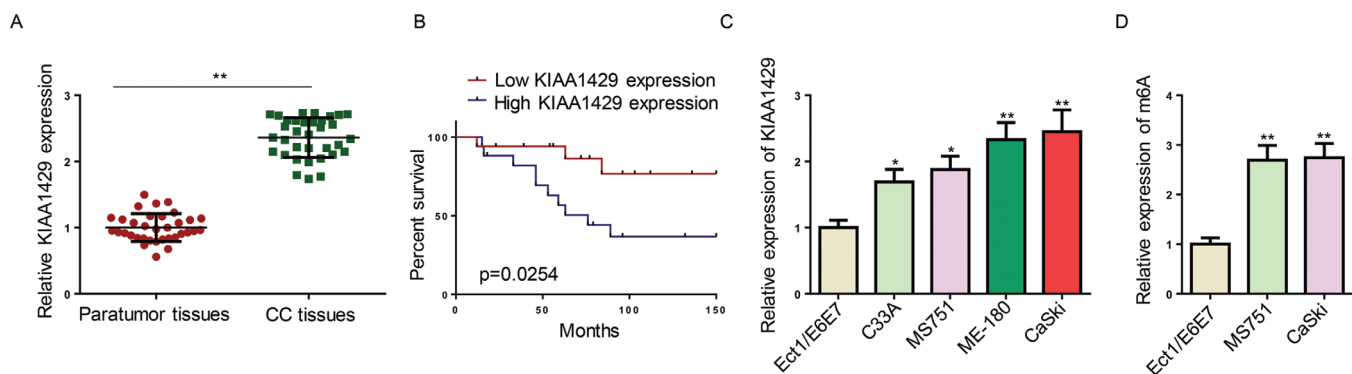 A
Relative KIAA1429 expression
3
2
1
0
**
Paratumor tissues
CC tissues
B
Low KIAA1429 expression
High KIAA1429 expression
Percent survival
100
50
p=0.0254
0
50
100
150
Months
C
Relative expression of KIAA1429
3
2
1
0
*
*
**
**
Ect1/E6E7
C33A
MS751
ME-180
CaSki
D
Relative expression of m6A
4
3
2
1
0
**
**
Ect1/E6E7
MS751
CaSki